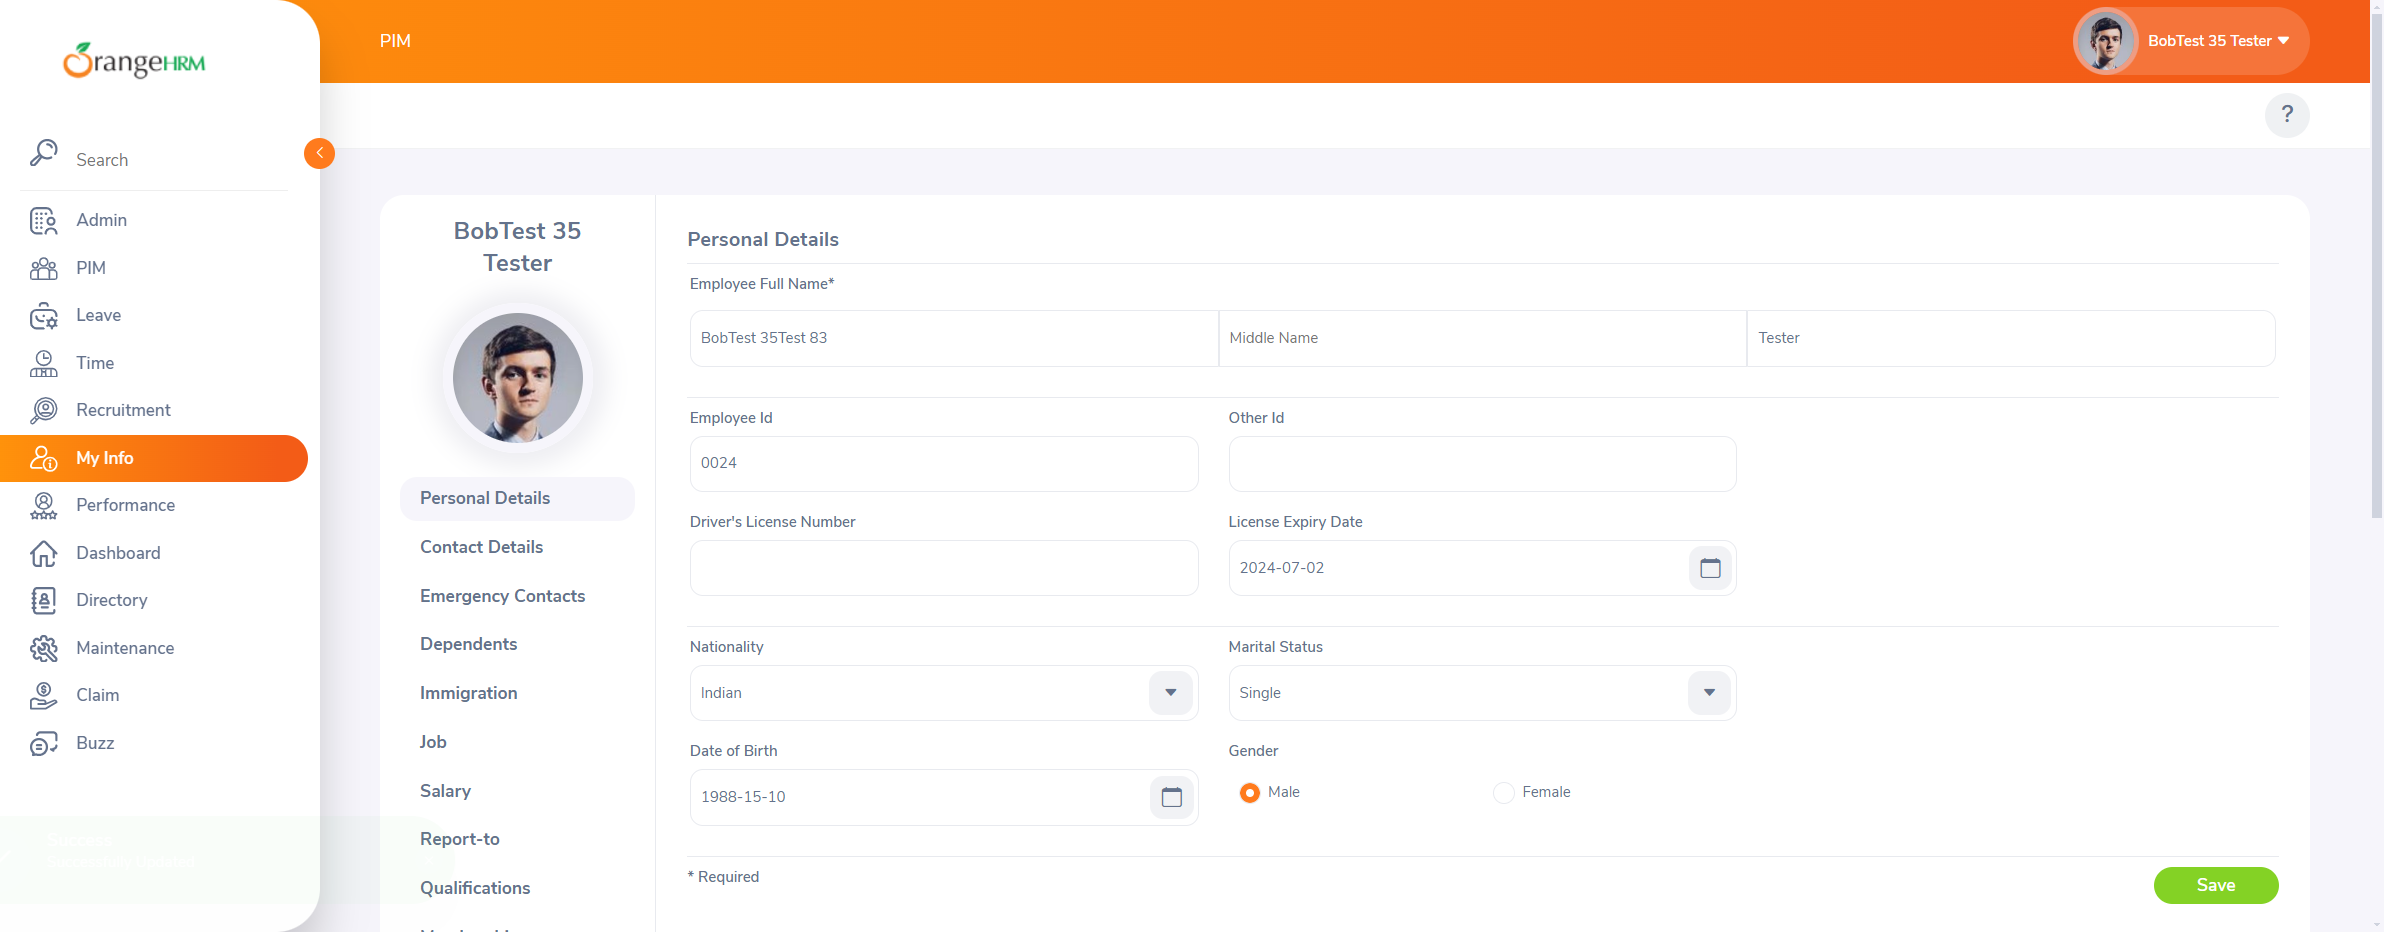 OrangeHRM
PIM
BobTest 35 Tester
?
Search
Admin
PIM
Leave
Time
Recruitment
My Info
Performance
Dashboard
Directory
Maintenance
Claim
Buzz
Success
Successfully Updated
BobTest 35
Tester
Personal Details
Contact Details
Emergency Contacts
Dependents
Immigration
Job
Salary
Report-to
Qualifications
Personal Details
Employee Full Name*
BobTest 35Test 83
Middle Name
Tester
Employee Id
Other Id
0024
Driver's License Number
License Expiry Date
2024-07-02
Nationality
Marital Status
Indian
Single
Date of Birth
Gender
1988-15-10
Male
Female
* Required
Save